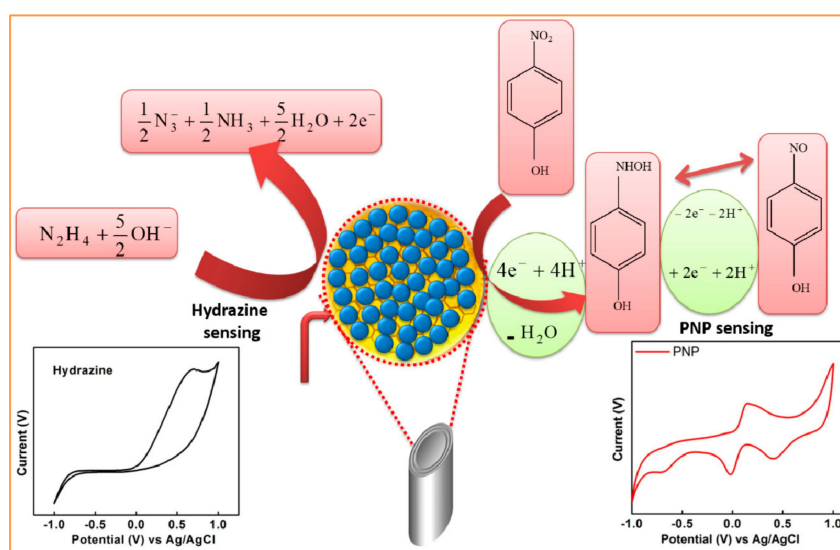 NO₂
OH
1/2 N₃⁻ + 1/2 NH₃ + 5/2 H₂O + 2e⁻
N₂H₄ + 5/2 OH⁻
NHOH
OH
NO
OH
- 2e⁻ - 2H⁺
+ 2e⁻ + 2H⁺
4e⁻ + 4H⁺
- H₂O
Hydrazine
sensing
PNP sensing
Hydrazine
Current (V)
-1.0 -0.5 0.0 0.5 1.0
Potential (V) vs Ag/AgCl
PNP
Current (V)
-1.0 -0.5 0.0 0.5 1.0
Potential (V) vs Ag/AgCl